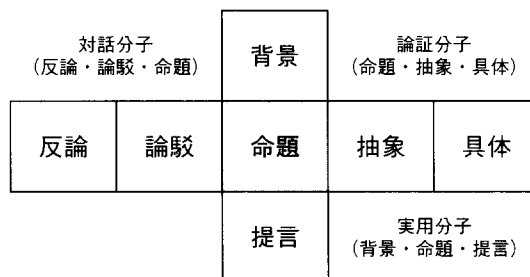 対話分子
(反論・論駁・命題)
背景
論証分子
(命題・抽象・具体)
反論
論駁
命題
抽象
具体
提言
実用分子
(背景・命題・提言)